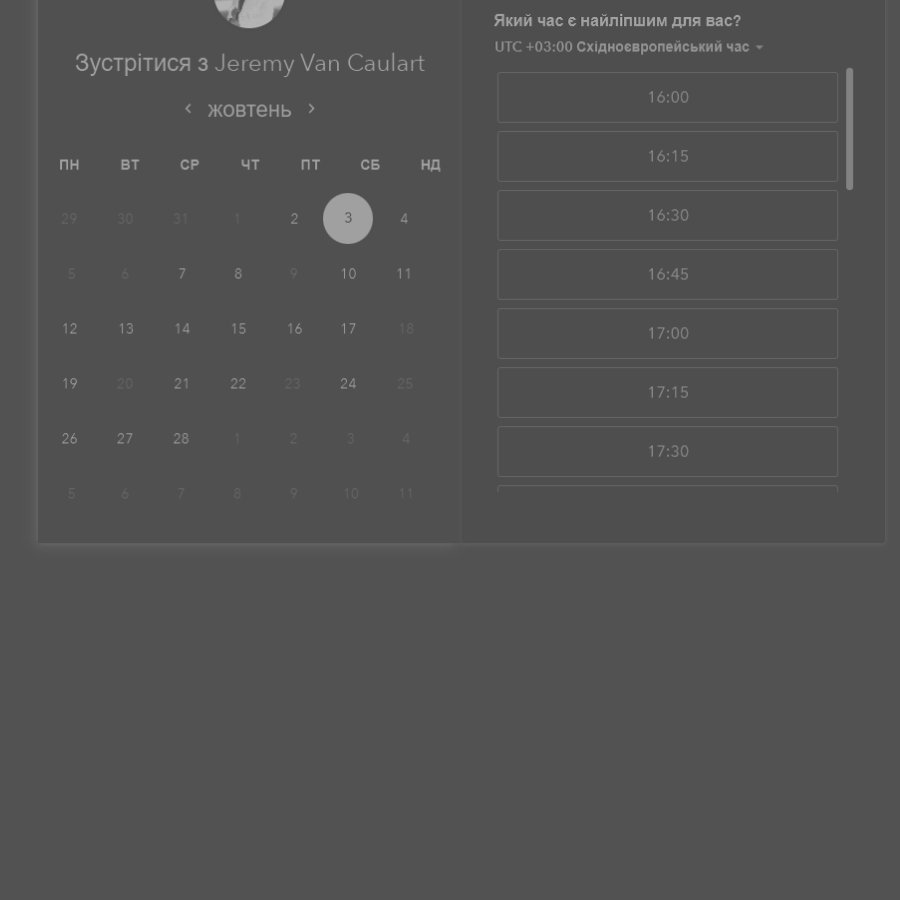 Зустрітися з Jeremy Van Caulart
жовтень
ПН ВТ СР ЧТ ПТ СБ НД
29 30 31 1 2 3 4
5 6 7 8 9 10 11
12 13 14 15 16 17 18
19 20 21 22 23 24 25
26 27 28 1 2 3 4
5 6 7 8 9 10 11
Який час є найліпшим для вас?
UTC +03:00 Східноєвропейський час
16:00
16:15
16:30
16:45
17:00
17:15
17:30